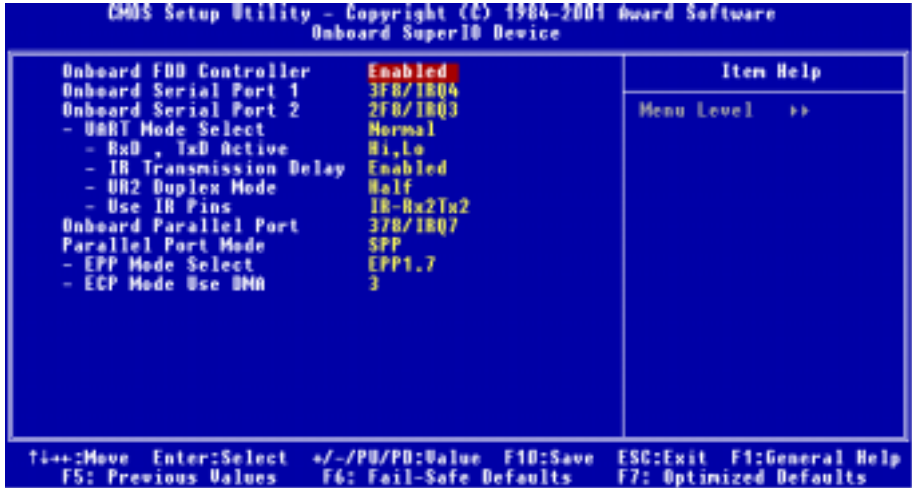 CMOS Setup Utility - Copyright (C) 1984-2001 Award Software
Onboard SuperIO Device
Onboard FDD Controller Enabled
Onboard Serial Port 1 3F8/IRQ4
Onboard Serial Port 2 2F8/IRQ3
- UART Mode Select Normal
- RxD , TxD Active Hi,Lo
- IR Transmission Delay Enabled
- UR2 Duplex Mode Half
- Use IR Pins IR-Rx2Tx2
Onboard Parallel Port 378/IRQ7
Parallel Port Mode SPP
- EPP Mode Select EPP1.7
- ECP Mode Use DMA 3
Item Help
Menu Level ▸▸
↑↓→←:Move Enter:Select +/-/PU/PD:Value F10:Save ESC:Exit F1:General Help
F5: Previous Values F6: Fail-Safe Defaults F7: Optimized Defaults